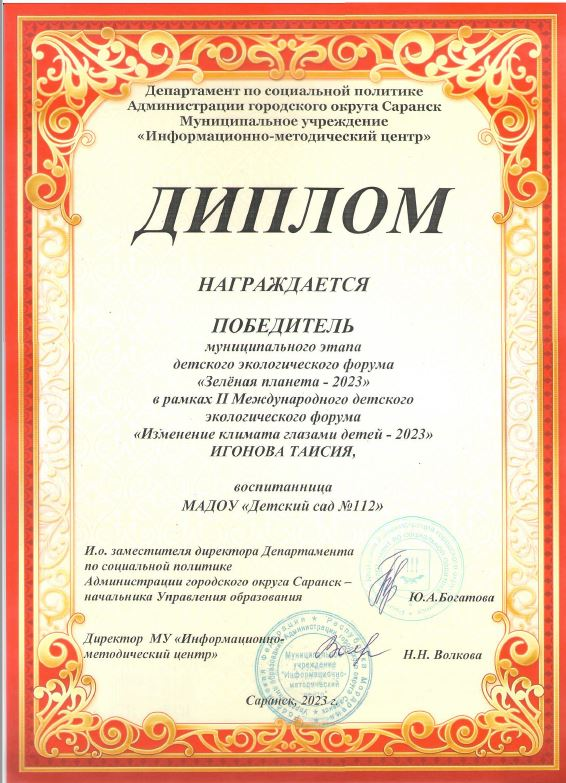 Департамент по социальной политике
Администрации городского округа Саранск
Муниципальное учреждение
«Информационно-методический центр»
ДИПЛОМ
НАГРАЖДАЕТСЯ
ПОБЕДИТЕЛЬ
муниципального этапа
детского экологического форума
«Зелёная планета - 2023»
в рамках II Международного детского
экологического форума
«Изменение климата глазами детей - 2023»
ИГОНОВА ТАИСИЯ,
воспитанница
МАДОУ «Детский сад №112»
И.о. заместителя директора Департамента
по социальной политике
Администрации городского округа Саранск –
начальника Управления образования
Ю.А.Богатова
Директор МУ «Информационно-
методический центр»
Н.Н. Волкова
Муниципальное
учреждение
"Информационно-
методический
центр"
Саранск, 2023 г.